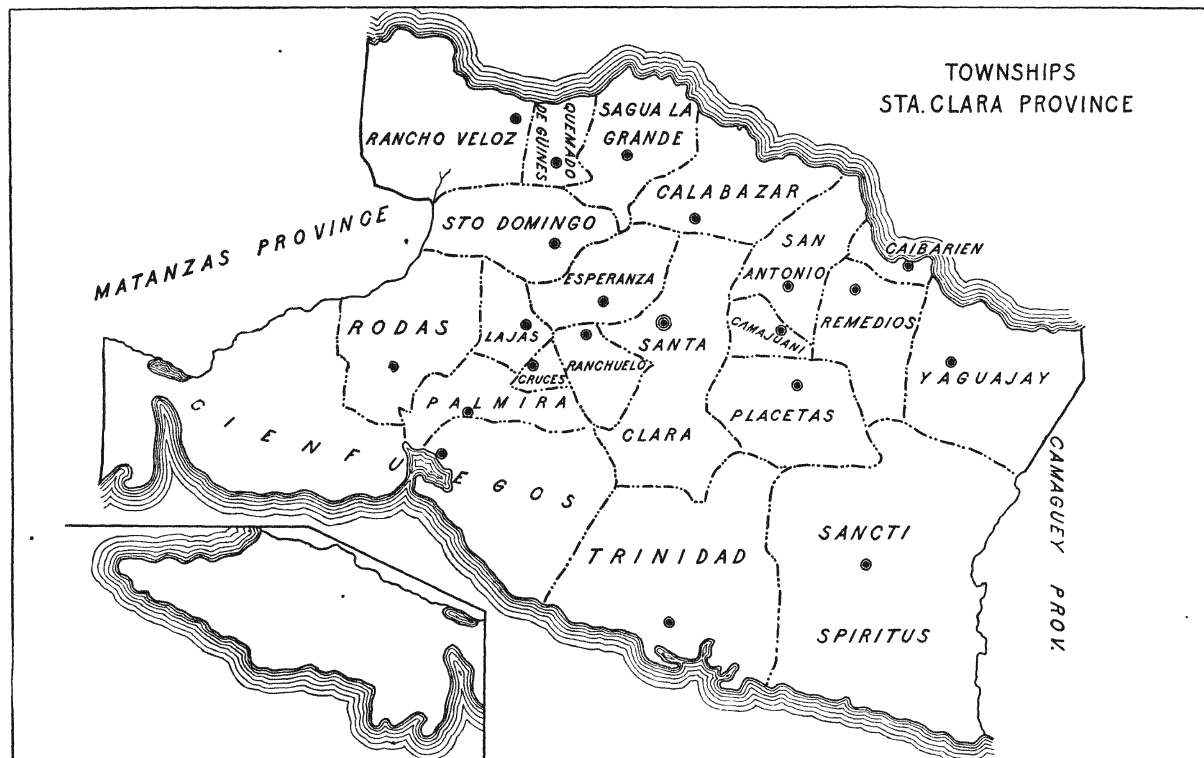 TOWNSHIPS
STA. CLARA PROVINCE
RANCHO VELOZ
QUEMADO
DE GÜINES
SAGUA LA
GRANDE
CALABAZAR
MATANZAS PROVINCE
STO DOMINGO
SAN
ANTONIO
CAIBARIEN
ESPERANZA
RODAS
LAJAS
SANTA
CLARA
CAMAJUANI
REMEDIOS
RANCHUELO
CRUCES
YAGUAJAY
PALMIRA
PLACETAS
CIENFUEGOS
CAMAGUEY PROV.
TRINIDAD
SANCTI
SPIRITUS